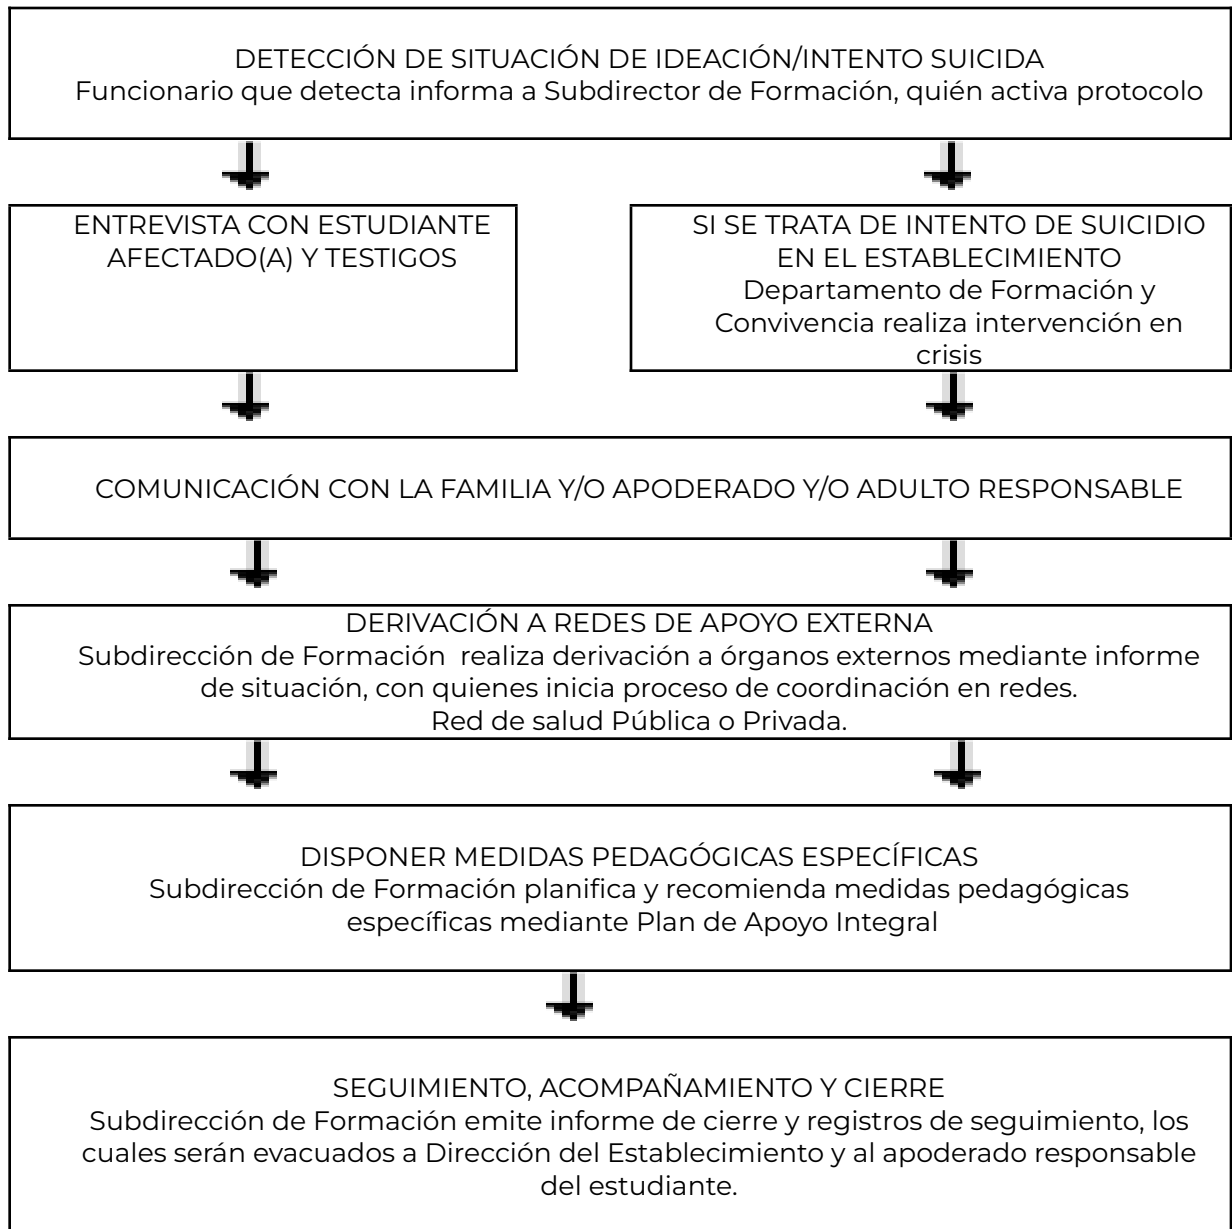 DETECCIÓN DE SITUACIÓN DE IDEACIÓN/INTENTO SUICIDA
Funcionario que detecta informa a Subdirector de Formación, quién activa protocolo
ENTREVISTA CON ESTUDIANTE
AFECTADO(A) Y TESTIGOS
SI SE TRATA DE INTENTO DE SUICIDIO
EN EL ESTABLECIMIENTO
Departamento de Formación y
Convivencia realiza intervención en
crisis
COMUNICACIÓN CON LA FAMILIA Y/O APODERADO Y/O ADULTO RESPONSABLE
DERIVACIÓN A REDES DE APOYO EXTERNA
Subdirección de Formación realiza derivación a órganos externos mediante informe
de situación, con quienes inicia proceso de coordinación en redes.
Red de salud Pública o Privada.
DISPONER MEDIDAS PEDAGÓGICAS ESPECÍFICAS
Subdirección de Formación planifica y recomienda medidas pedagógicas
específicas mediante Plan de Apoyo Integral
SEGUIMIENTO, ACOMPAÑAMIENTO Y CIERRE
Subdirección de Formación emite informe de cierre y registros de seguimiento, los
cuales serán evacuados a Dirección del Establecimiento y al apoderado responsable
del estudiante.